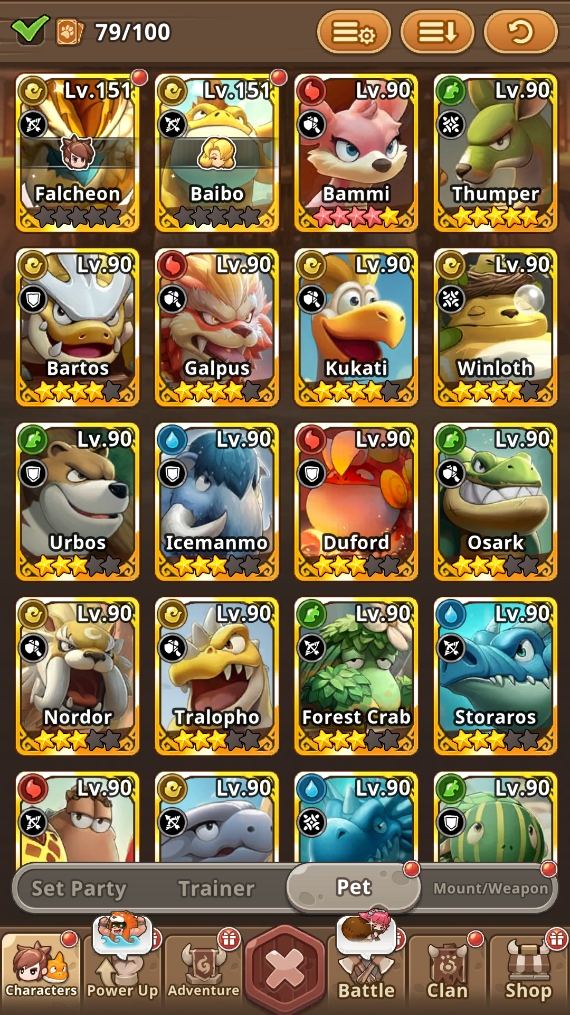 79/100
Lv.151
Lv.151
Lv.90
Lv.90
Falcheon
Baibo
Bammi
Thumper
Lv.90
Lv.90
Lv.90
Lv.90
Bartos
Galpus
Kukati
Winloth
Lv.90
Lv.90
Lv.90
Lv.90
Urbos
Icemanmo
Duford
Osark
Lv.90
Lv.90
Lv.90
Lv.90
Nordor
Tralopho
Forest Crab
Storaros
Lv.90
Lv.90
Lv.90
Lv.90
Set Party
Trainer
Pet
Mount/Weapon
Characters
Power Up
Adventure
Battle
Clan
Shop